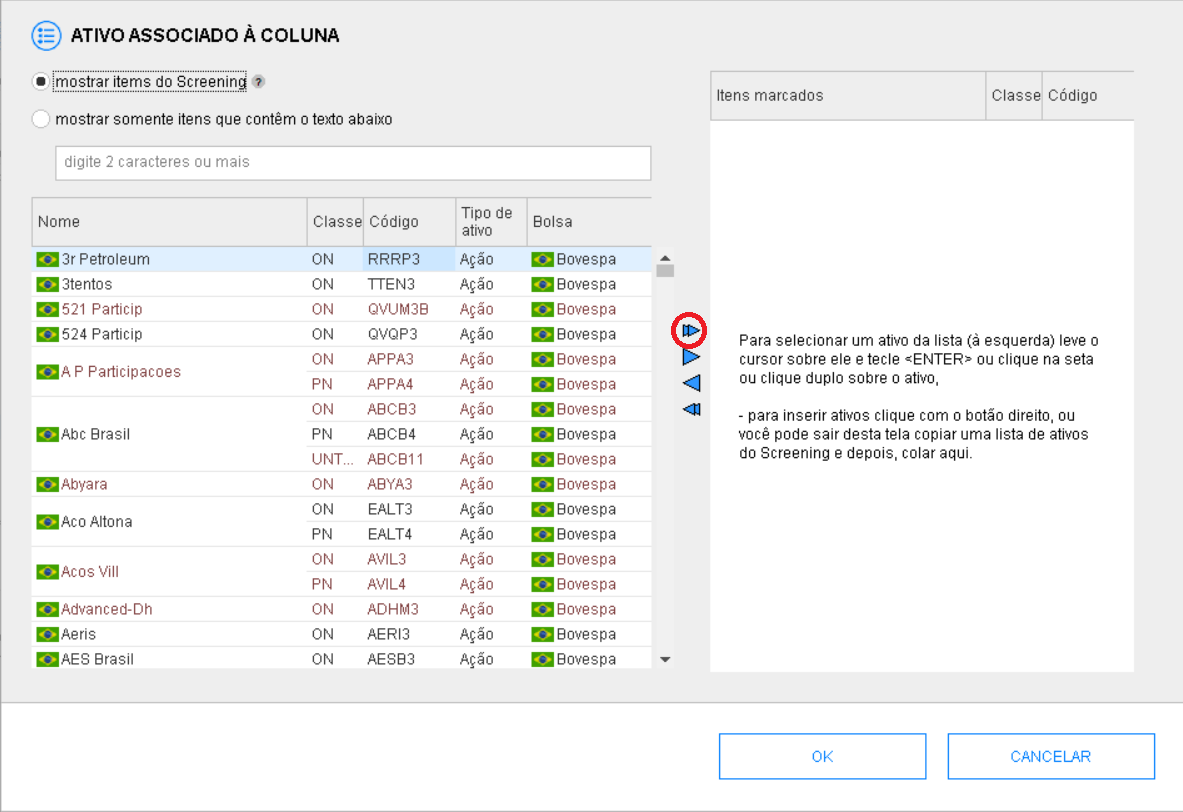 ATIVO ASSOCIADO À COLUNA
mostrar items do Screening ?
mostrar somente itens que contêm o texto abaixo
digite 2 caracteres ou mais
Nome Classe Código Tipo de ativo Bolsa
3r Petroleum ON RRRP3 Ação Bovespa
3tentos ON TTEN3 Ação Bovespa
521 Particip ON QVUM3B Ação Bovespa
524 Particip ON QVQP3 Ação Bovespa
A P Participacoes ON APPA3 Ação Bovespa
PN APPA4 Ação Bovespa
Abc Brasil ON ABCB3 Ação Bovespa
PN ABCB4 Ação Bovespa
UNT... ABCB11 Ação Bovespa
Abyara ON ABYA3 Ação Bovespa
Aco Altona ON EALT3 Ação Bovespa
PN EALT4 Ação Bovespa
Acos Vill ON AVIL3 Ação Bovespa
PN AVIL4 Ação Bovespa
Advanced-Dh ON ADHM3 Ação Bovespa
Aeris ON AERI3 Ação Bovespa
AES Brasil ON AESB3 Ação Bovespa
Itens marcados Classe Código
Para selecionar um ativo da lista (à esquerda) leve o
cursor sobre ele e tecle <ENTER> ou clique na seta
ou clique duplo sobre o ativo,
- para inserir ativos clique com o botão direito, ou
você pode sair desta tela copiar uma lista de ativos
do Screening e depois, colar aqui.
OK CANCELAR